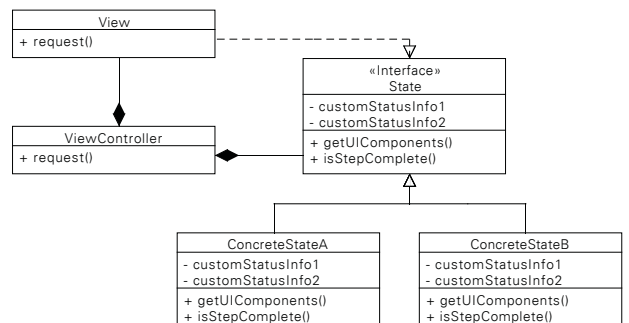 View
+ request()
«Interface»
State
- customStatusInfo1
- customStatusInfo2
+ getUIComponents()
+ isStepComplete()
ViewController
+ request()
ConcreteStateA
- customStatusInfo1
- customStatusInfo2
+ getUIComponents()
+ isStepComplete()
ConcreteStateB
- customStatusInfo1
- customStatusInfo2
+ getUIComponents()
+ isStepComplete()